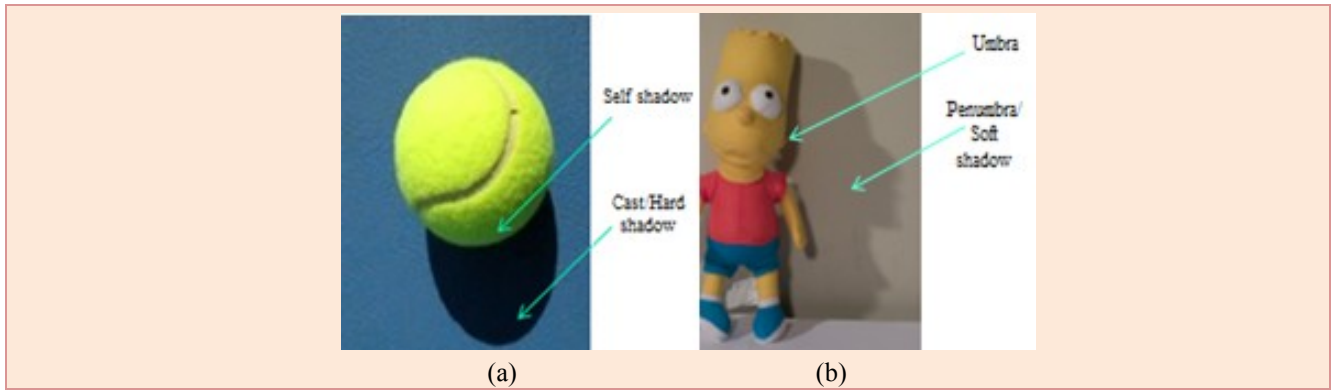 Self shadow
Cast/Hard
shadow
Umbra
Penumbra/
Soft
shadow
(a)
(b)